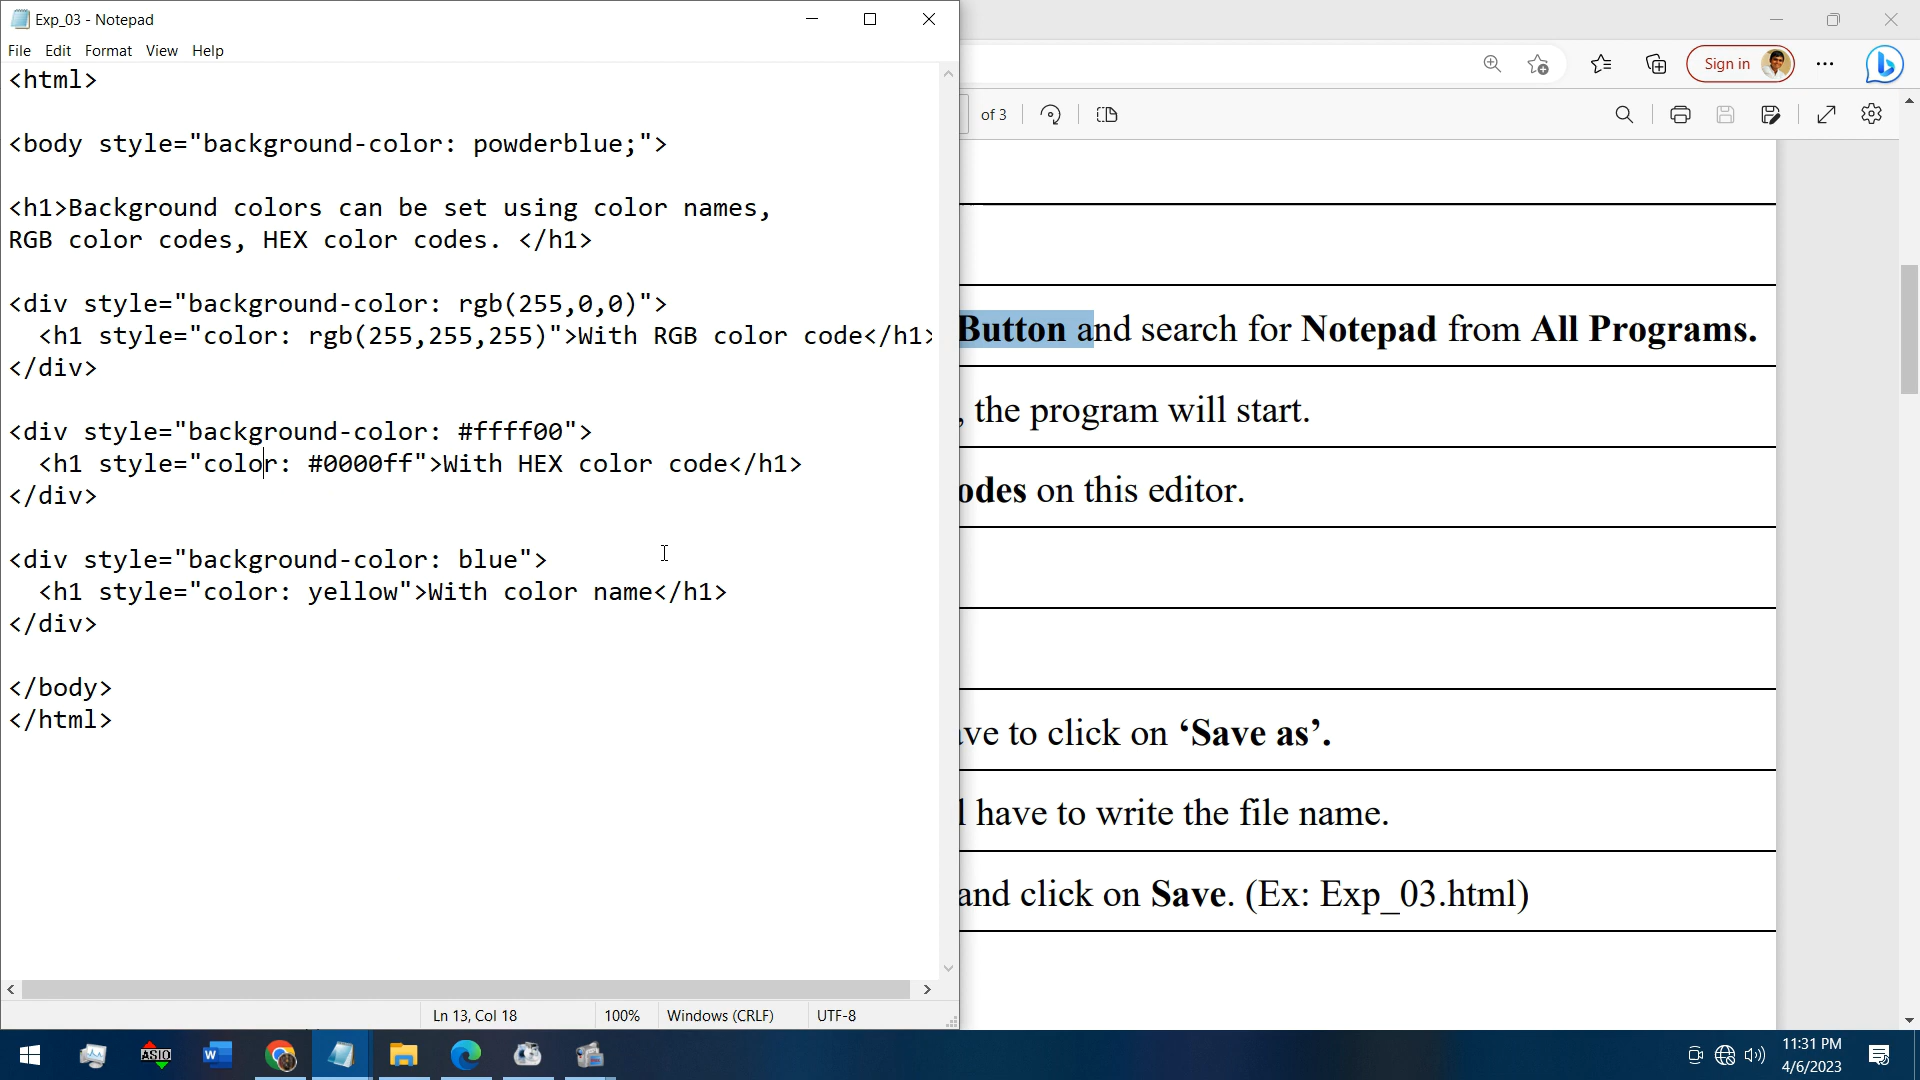 Exp_03 - Notepad
File Edit Format View Help
<html>
<body style="background-color: powderblue;">
<h1>Background colors can be set using color names,
RGB color codes, HEX color codes. </h1>
<div style="background-color: rgb(255,0,0)">
<h1 style="color: rgb(255,255,255)">With RGB color code</h1>
</div>
<div style="background-color: #ffff00">
<h1 style="color: #0000ff">With HEX color code</h1>
</div>
<div style="background-color: blue">
<h1 style="color: yellow">With color name</h1>
</div>
</body>
</html>
Ln 13, Col 18 100% Windows (CRLF) UTF-8
Sign in
of 3
Button and search for Notepad from All Programs.
, the program will start.
odes on this editor.
ve to click on ‘Save as’.
l have to write the file name.
and click on Save. (Ex: Exp_03.html)
ASIO
11:31 PM
4/6/2023